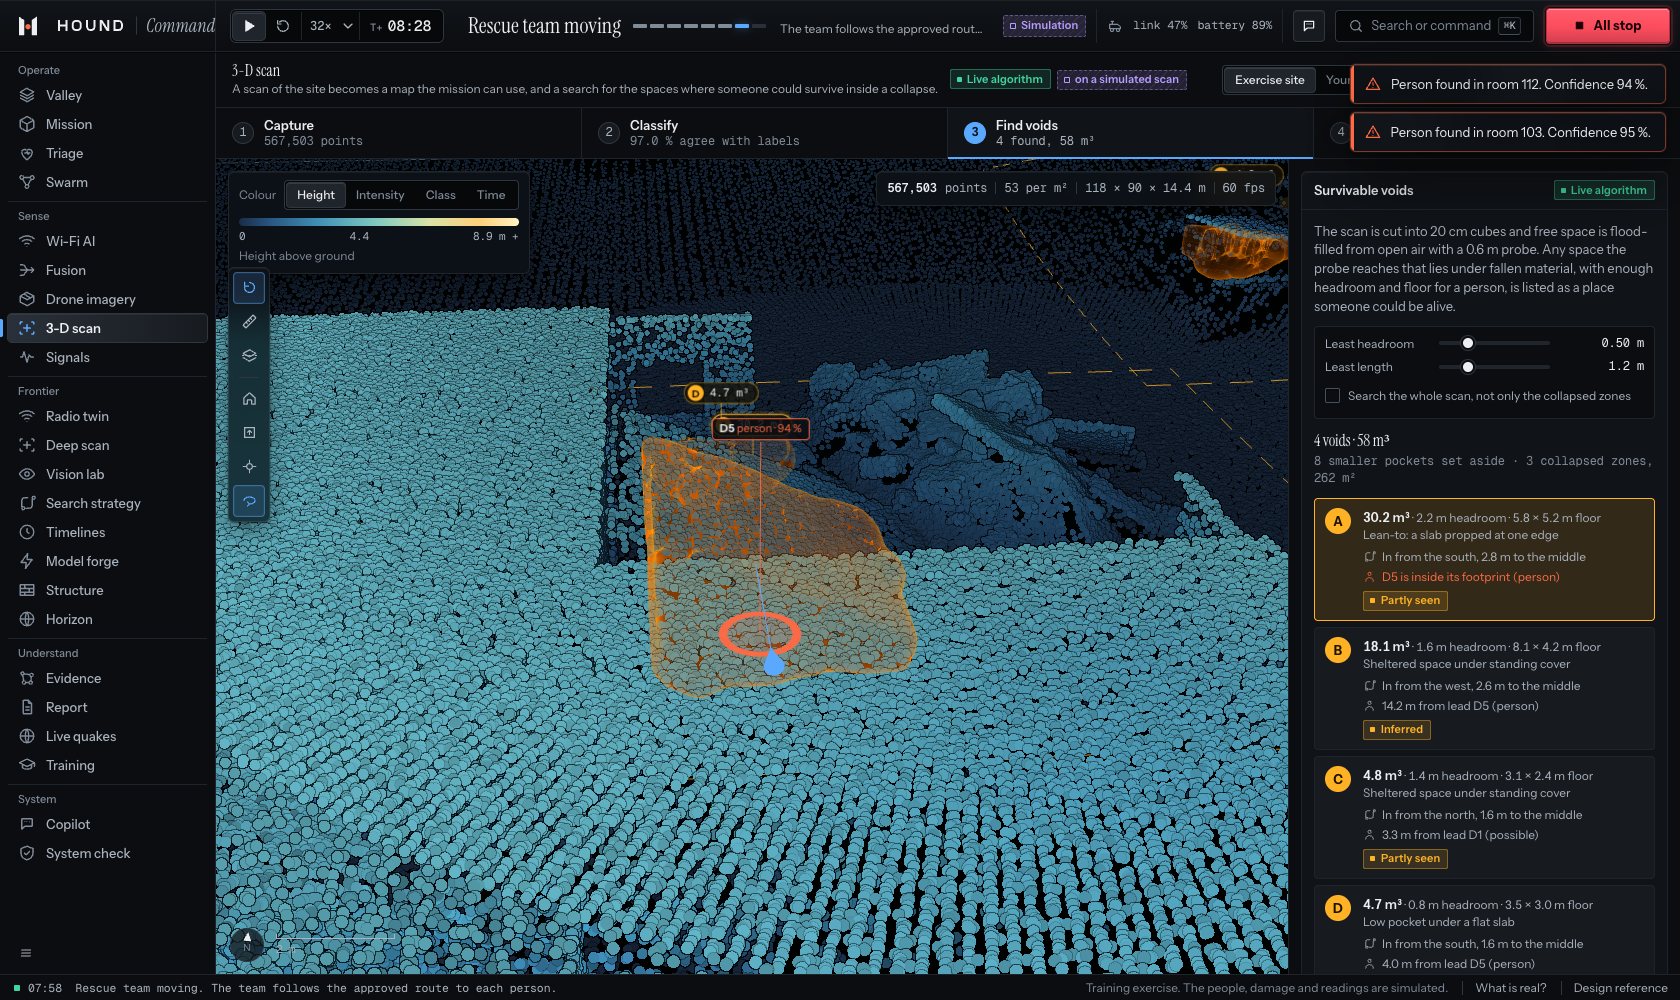 HOUND Command
32× T+ 08:28
Rescue team moving
The team follows the approved rout…
Simulation
link 47% battery 89%
Search or command ⌘K
All stop
Operate
Valley
Mission
Triage
Swarm
Sense
Wi-Fi AI
Fusion
Drone imagery
3-D scan
Signals
Frontier
Radio twin
Deep scan
Vision lab
Search strategy
Timelines
Model forge
Structure
Horizon
Understand
Evidence
Report
Live quakes
Training
System
Copilot
System check
3-D scan
A scan of the site becomes a map the mission can use, and a search for the spaces where someone could survive inside a collapse.
Live algorithm
on a simulated scan
Exercise site
Your
Person found in room 112. Confidence 94 %.
Person found in room 103. Confidence 95 %.
1 Capture
567,503 points
2 Classify
97.0 % agree with labels
3 Find voids
4 found, 58 m³
4
Colour Height Intensity Class Time
0 4.4 8.9 m +
Height above ground
567,503 points 53 per m² 118 × 90 × 14.4 m 60 fps
D 4.7 m³
D5 person 94%
N
Survivable voids
Live algorithm
The scan is cut into 20 cm cubes and free space is flood-
filled from open air with a 0.6 m probe. Any space the
probe reaches that lies under fallen material, with enough
headroom and floor for a person, is listed as a place
someone could be alive.
Least headroom 0.50 m
Least length 1.2 m
Search the whole scan, not only the collapsed zones
4 voids · 58 m³
8 smaller pockets set aside · 3 collapsed zones,
262 m²
A 30.2 m³ · 2.2 m headroom · 5.8 × 5.2 m floor
Lean-to: a slab propped at one edge
In from the south, 2.8 m to the middle
D5 is inside its footprint (person)
Partly seen
B 18.1 m³ · 1.6 m headroom · 8.1 × 4.2 m floor
Sheltered space under standing cover
In from the west, 2.6 m to the middle
14.2 m from lead D5 (person)
Inferred
C 4.8 m³ · 1.4 m headroom · 3.1 × 2.4 m floor
Sheltered space under standing cover
In from the north, 1.6 m to the middle
3.3 m from lead D1 (possible)
Partly seen
D 4.7 m³ · 0.8 m headroom · 3.5 × 3.0 m floor
Low pocket under a flat slab
In from the south, 1.6 m to the middle
4.0 m from lead D5 (person)
07:58 Rescue team moving. The team follows the approved route to each person.
Training exercise. The people, damage and readings are simulated.
What is real?
Design reference